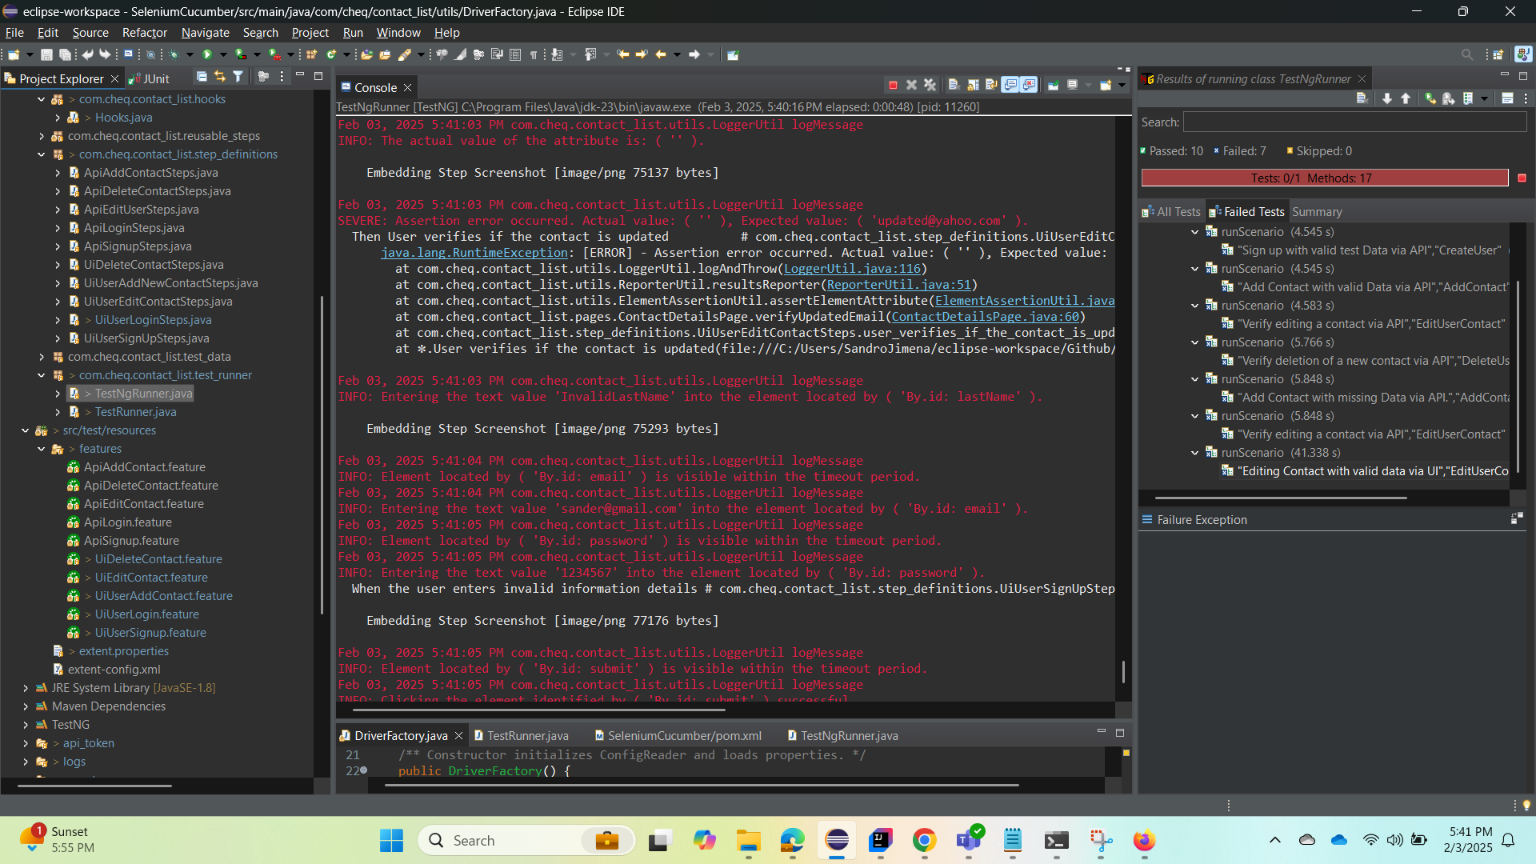 eclipse-workspace - SeleniumCucumber/src/main/java/com/cheq/contact_list/utils/DriverFactory.java - Eclipse IDE
File Edit Source Refactor Navigate Search Project Run Window Help
Project Explorer JUnit
> com.cheq.contact_list.hooks
> Hooks.java
com.cheq.contact_list.reusable_steps
> com.cheq.contact_list.step_definitions
ApiAddContactSteps.java
ApiDeleteContactSteps.java
ApiEditUserSteps.java
ApiLoginSteps.java
ApiSignupSteps.java
UiDeleteContactSteps.java
UiUserAddNewContactSteps.java
UiUserEditContactSteps.java
> UiUserLoginSteps.java
UiUserSignUpSteps.java
com.cheq.contact_list.test_data
> com.cheq.contact_list.test_runner
> TestNgRunner.java
> TestRunner.java
> src/test/resources
> features
ApiAddContact.feature
ApiDeleteContact.feature
ApiEditContact.feature
ApiLogin.feature
ApiSignup.feature
> UiDeleteContact.feature
> UiEditContact.feature
> UiUserAddContact.feature
> UiUserLogin.feature
> UiUserSignup.feature
> extent.properties
extent-config.xml
JRE System Library [JavaSE-1.8]
Maven Dependencies
TestNG
> api_token
> logs
Console
TestNgRunner [TestNG] C:\Program Files\Java\jdk-23\bin\javaw.exe (Feb 3, 2025, 5:40:16 PM elapsed: 0:00:48) [pid: 11260]
Feb 03, 2025 5:41:03 PM com.cheq.contact_list.utils.LoggerUtil logMessage
INFO: The actual value of the attribute is: ( '' ).
Embedding Step Screenshot [image/png 75137 bytes]
Feb 03, 2025 5:41:03 PM com.cheq.contact_list.utils.LoggerUtil logMessage
SEVERE: Assertion error occurred. Actual value: ( '' ), Expected value: ( 'updated@yahoo.com' ).
Then User verifies if the contact is updated # com.cheq.contact_list.step_definitions.UiUserEditC
java.lang.RuntimeException: [ERROR] - Assertion error occurred. Actual value: ( '' ), Expected value:
at com.cheq.contact_list.utils.LoggerUtil.logAndThrow(LoggerUtil.java:116)
at com.cheq.contact_list.utils.ReporterUtil.resultsReporter(ReporterUtil.java:51)
at com.cheq.contact_list.utils.ElementAssertionUtil.assertElementAttribute(ElementAssertionUtil.java
at com.cheq.contact_list.pages.ContactDetailsPage.verifyUpdatedEmail(ContactDetailsPage.java:60)
at com.cheq.contact_list.step_definitions.UiUserEditContactSteps.user_verifies_if_the_contact_is_upd
at ✽.User verifies if the contact is updated(file:///C:/Users/SandroJimena/eclipse-workspace/Github/
Feb 03, 2025 5:41:03 PM com.cheq.contact_list.utils.LoggerUtil logMessage
INFO: Entering the text value 'InvalidLastName' into the element located by ( 'By.id: lastName' ).
Embedding Step Screenshot [image/png 75293 bytes]
Feb 03, 2025 5:41:04 PM com.cheq.contact_list.utils.LoggerUtil logMessage
INFO: Element located by ( 'By.id: email' ) is visible within the timeout period.
Feb 03, 2025 5:41:04 PM com.cheq.contact_list.utils.LoggerUtil logMessage
INFO: Entering the text value 'sander@gmail.com' into the element located by ( 'By.id: email' ).
Feb 03, 2025 5:41:05 PM com.cheq.contact_list.utils.LoggerUtil logMessage
INFO: Element located by ( 'By.id: password' ) is visible within the timeout period.
Feb 03, 2025 5:41:05 PM com.cheq.contact_list.utils.LoggerUtil logMessage
INFO: Entering the text value '1234567' into the element located by ( 'By.id: password' ).
When the user enters invalid information details # com.cheq.contact_list.step_definitions.UiUserSignUpStep
Embedding Step Screenshot [image/png 77176 bytes]
Feb 03, 2025 5:41:05 PM com.cheq.contact_list.utils.LoggerUtil logMessage
INFO: Element located by ( 'By.id: submit' ) is visible within the timeout period.
Feb 03, 2025 5:41:05 PM com.cheq.contact_list.utils.LoggerUtil logMessage
INFO: Clicking the element identified by ( 'By.id: submit' ) successful
DriverFactory.java TestRunner.java SeleniumCucumber/pom.xml TestNgRunner.java
21 /** Constructor initializes ConfigReader and loads properties. */
22 public DriverFactory() {
Results of running class TestNgRunner
Search:
Passed: 10 Failed: 7 Skipped: 0
Tests: 0/1 Methods: 17
All Tests Failed Tests Summary
runScenario (4.545 s)
"Sign up with valid test Data via API","CreateUser"
runScenario (4.545 s)
"Add Contact with valid Data via API","AddContact"
runScenario (4.583 s)
"Verify editing a contact via API","EditUserContact"
runScenario (5.766 s)
"Verify deletion of a new contact via API","DeleteUs
runScenario (5.848 s)
"Add Contact with missing Data via API.","AddConta
runScenario (5.848 s)
"Verify editing a contact via API","EditUserContact"
runScenario (41.338 s)
"Editing Contact with valid data via UI","EditUserCo
Failure Exception
1
Sunset
5:55 PM
Search
5:41 PM
2/3/2025